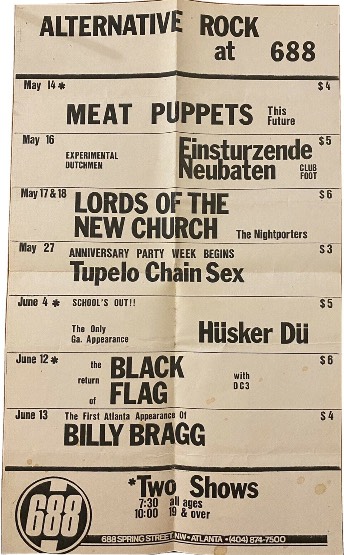 ALTERNATIVE ROCK
at 688
May 14* $4
MEAT PUPPETS This Future
May 16 $5
EXPERIMENTAL DUTCHMEN
Einsturzende
Neubaten CLUB FOOT
May 17 & 18 $6
LORDS OF THE
NEW CHURCH The Nightporters
May 27 ANNIVERSARY PARTY WEEK BEGINS $3
Tupelo Chain Sex
June 4* SCHOOL'S OUT!! $5
The Only
Ga. Appearance Hüsker Dü
June 12* $6
the return of
BLACK
FLAG
with DC3
June 13 The First Atlanta Appearance Of $4
BILLY BRAGG
*Two Shows
7:30 all ages
10:00 19 & over
688
688 SPRING STREET NW • ATLANTA • (404) 874-7500